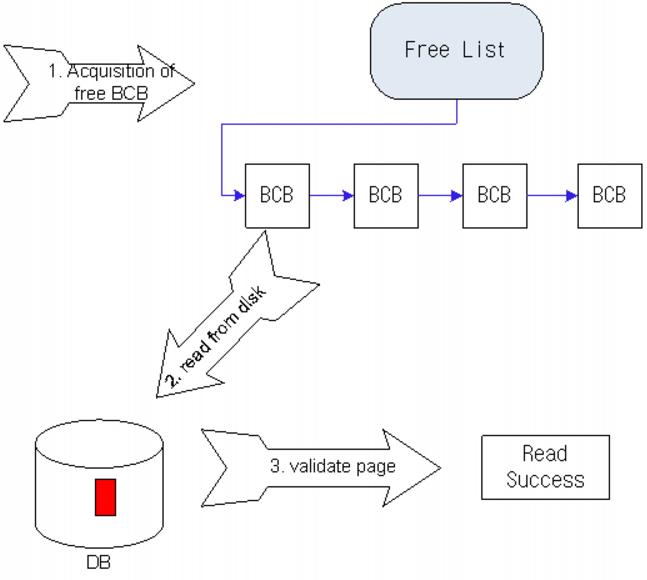 Free List
1. Acquisition of
free BCB
BCB
BCB
BCB
BCB
2. read from disk
3. validate page
Read
Success
DB